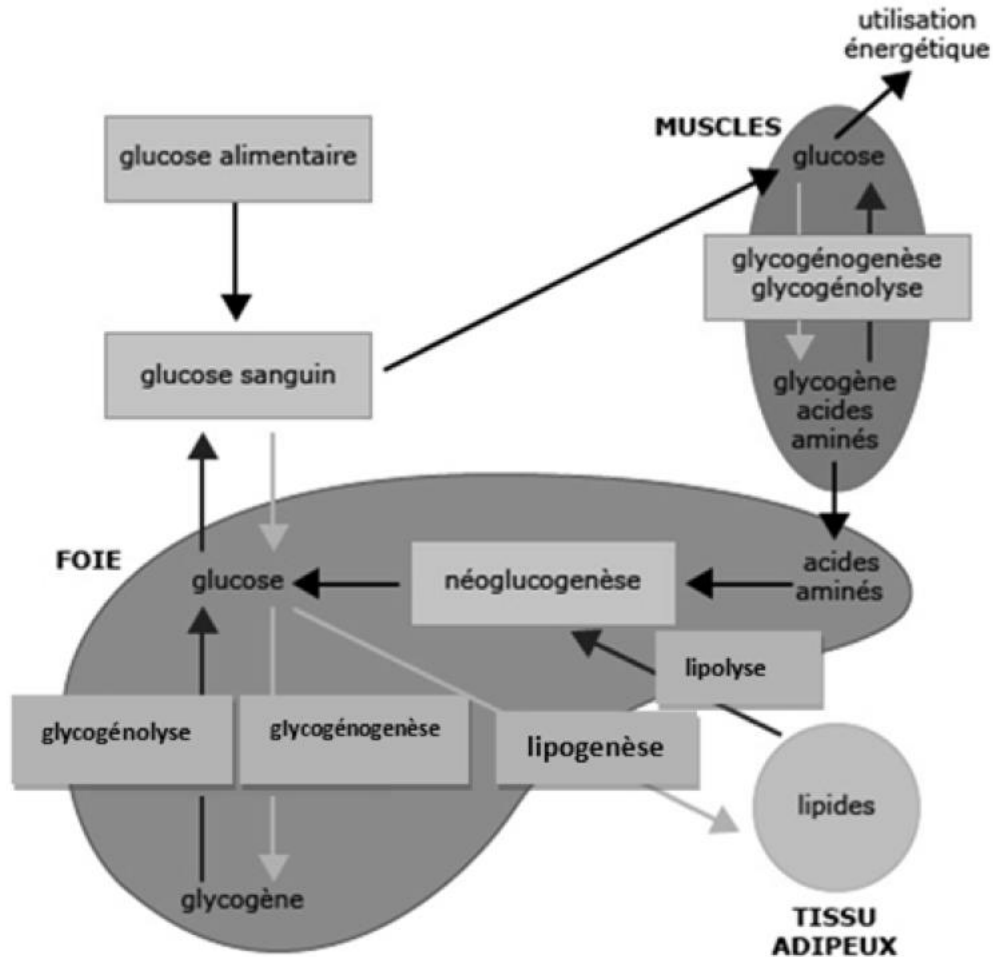 utilisation
énergétique
MUSCLES
glucose alimentaire
glucose
glycogénogenèse
glycogénolyse
glucose sanguin
glycogène
acides
aminés
FOIE
glucose
néoglucogenèse
acides
aminés
lipolyse
glycogénolyse
glycogénogenèse
lipogenèse
lipides
glycogène
TISSU
ADIPEUX